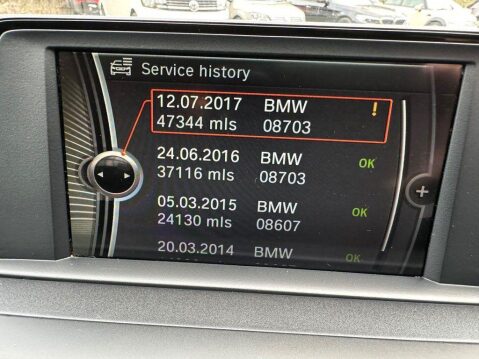 Service history
12.07.2017 BMW !
47344 mls 08703
24.06.2016 BMW OK
37116 mls 08703
05.03.2015 BMW OK
24130 mls 08607
20.03.2014 BMW OK